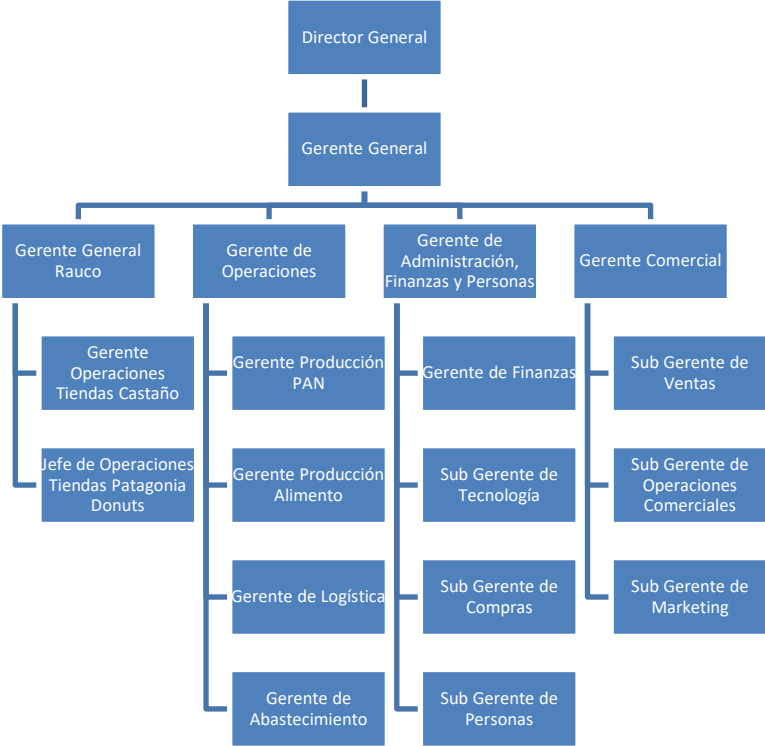 Director General
Gerente General
Gerente General
Rauco
Gerente de
Operaciones
Gerente de
Administración,
Finanzas y Personas
Gerente Comercial
Gerente
Operaciones
Tiendas Castaño
Jefe de Operaciones
Tiendas Patagonia
Donuts
Gerente Producción
PAN
Gerente Producción
Alimento
Gerente de Logística
Gerente de
Abastecimiento
Gerente de Finanzas
Sub Gerente de
Tecnología
Sub Gerente de
Compras
Sub Gerente de
Personas
Sub Gerente de
Ventas
Sub Gerente de
Operaciones
Comerciales
Sub Gerente de
Marketing